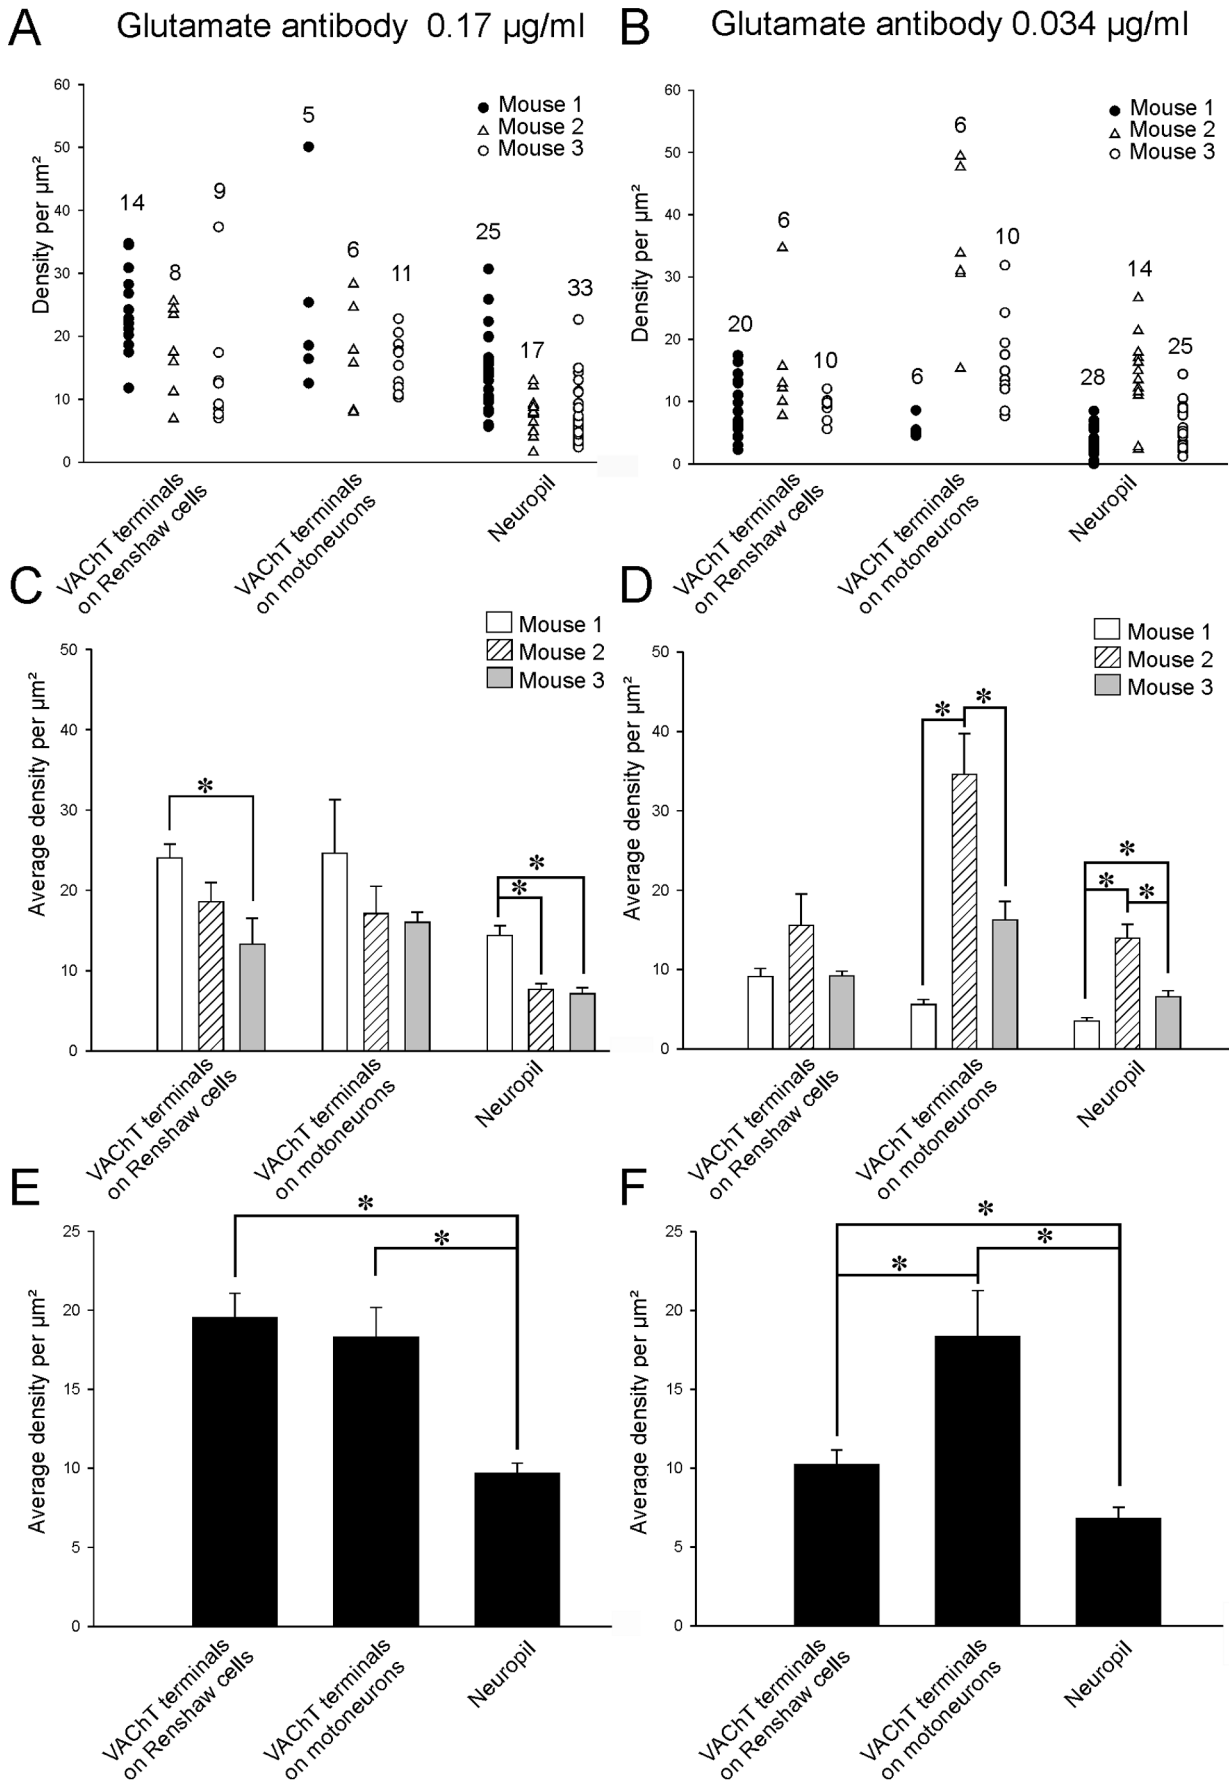 A
Glutamate antibody 0.17 µg/ml
B
Glutamate antibody 0.034 µg/ml
Density per µm²
60
50
40
30
20
10
0
Mouse 1
Mouse 2
Mouse 3
14
8
9
5
6
11
25
17
33
VAChT terminals
on Renshaw cells
VAChT terminals
on motoneurons
Neuropil
Density per µm²
60
50
40
30
20
10
0
Mouse 1
Mouse 2
Mouse 3
20
6
10
6
6
10
28
14
25
VAChT terminals
on Renshaw cells
VAChT terminals
on motoneurons
Neuropil
C
Average density per µm²
50
40
30
20
10
0
Mouse 1
Mouse 2
Mouse 3
*
*
*
VAChT terminals
on Renshaw cells
VAChT terminals
on motoneurons
Neuropil
D
Average density per µm²
50
40
30
20
10
0
Mouse 1
Mouse 2
Mouse 3
*
*
*
*
*
VAChT terminals
on Renshaw cells
VAChT terminals
on motoneurons
Neuropil
E
Average density per µm²
25
20
15
10
5
0
*
*
VAChT terminals
on Renshaw cells
VAChT terminals
on motoneurons
Neuropil
F
Average density per µm²
25
20
15
10
5
0
*
*
*
VAChT terminals
on Renshaw cells
VAChT terminals
on motoneurons
Neuropil